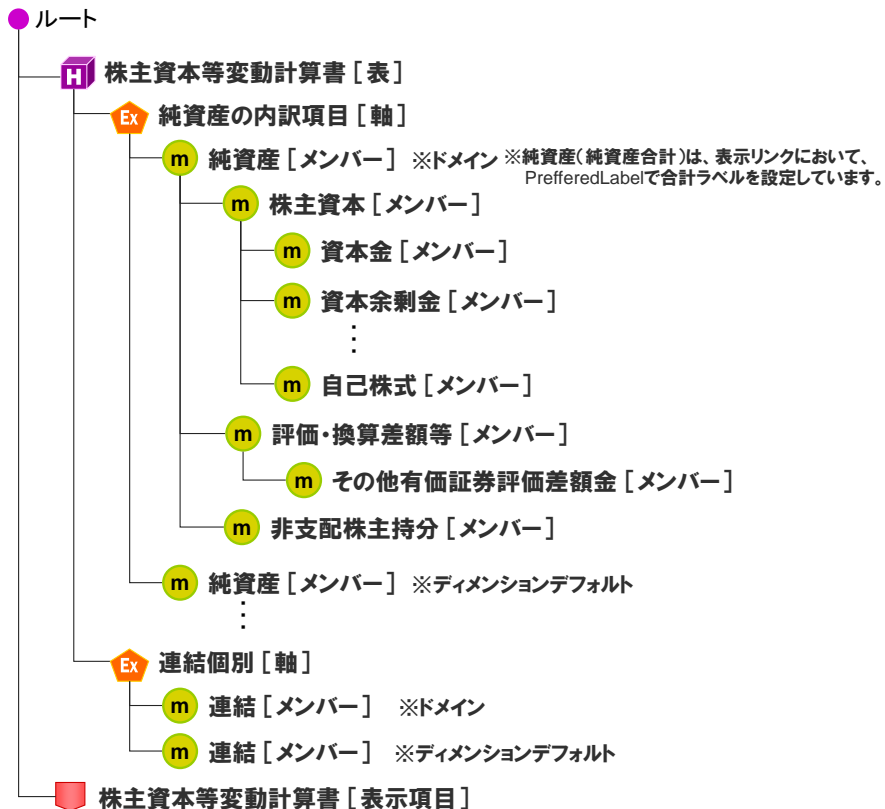 ルート
H 株主資本等変動計算書［表］
Ex 純資産の内訳項目［軸］
m 純資産［メンバー］ ※ドメイン ※純資産（純資産合計）は、表示リンクにおいて、
PrefferedLabelで合計ラベルを設定しています。
m 株主資本［メンバー］
m 資本金［メンバー］
m 資本余剰金［メンバー］
⋮
m 自己株式［メンバー］
m 評価・換算差額等［メンバー］
m その他有価証券評価差額金［メンバー］
m 非支配株主持分［メンバー］
m 純資産［メンバー］ ※ディメンションデフォルト
⋮
Ex 連結個別［軸］
m 連結［メンバー］ ※ドメイン
m 連結［メンバー］ ※ディメンションデフォルト
株主資本等変動計算書［表示項目］